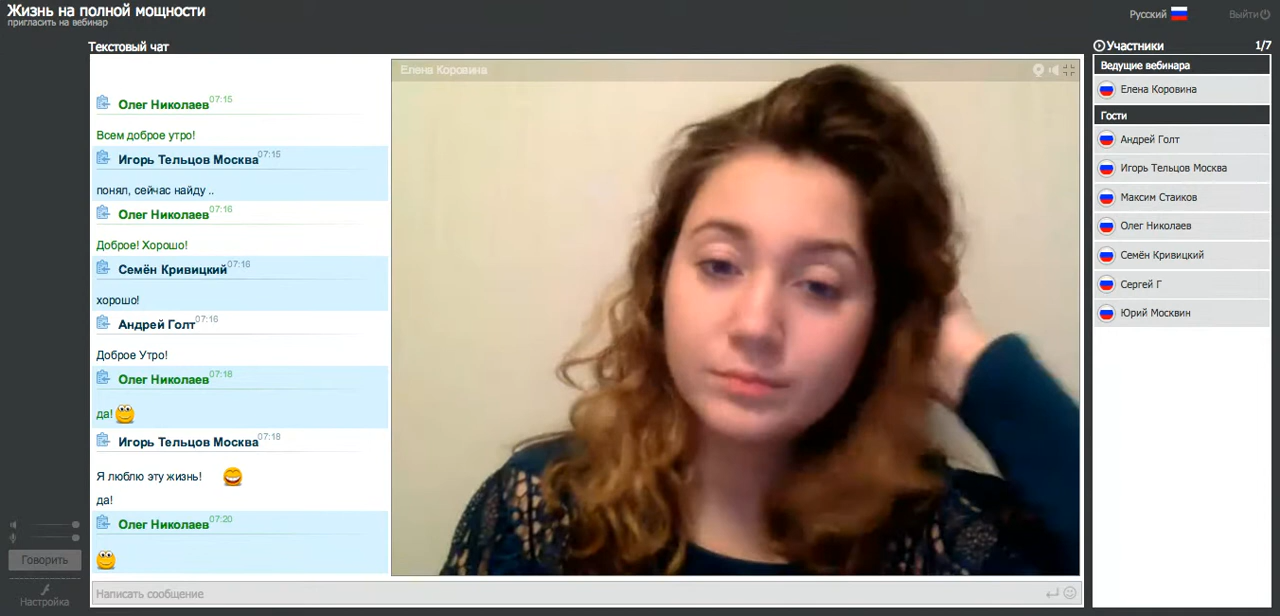 Жизнь на полной мощности
пригласить на вебинар
Русский
Выйти
Текстовый чат
Олег Николаев 07:15
Всем доброе утро!
Игорь Тельцов Москва 07:15
понял, сейчас найду ..
Олег Николаев 07:16
Доброе! Хорошо!
Семён Кривицкий 07:16
хорошо!
Андрей Голт 07:16
Доброе Утро!
Олег Николаев 07:18
да!
Игорь Тельцов Москва 07:18
Я люблю эту жизнь!
да!
Олег Николаев 07:20
Говорить
Настройка
Написать сообщение
Елена Коровина
Участники 1/7
Ведущие вебинара
Елена Коровина
Гости
Андрей Голт
Игорь Тельцов Москва
Максим Стаиков
Олег Николаев
Семён Кривицкий
Сергей Г
Юрий Москвин